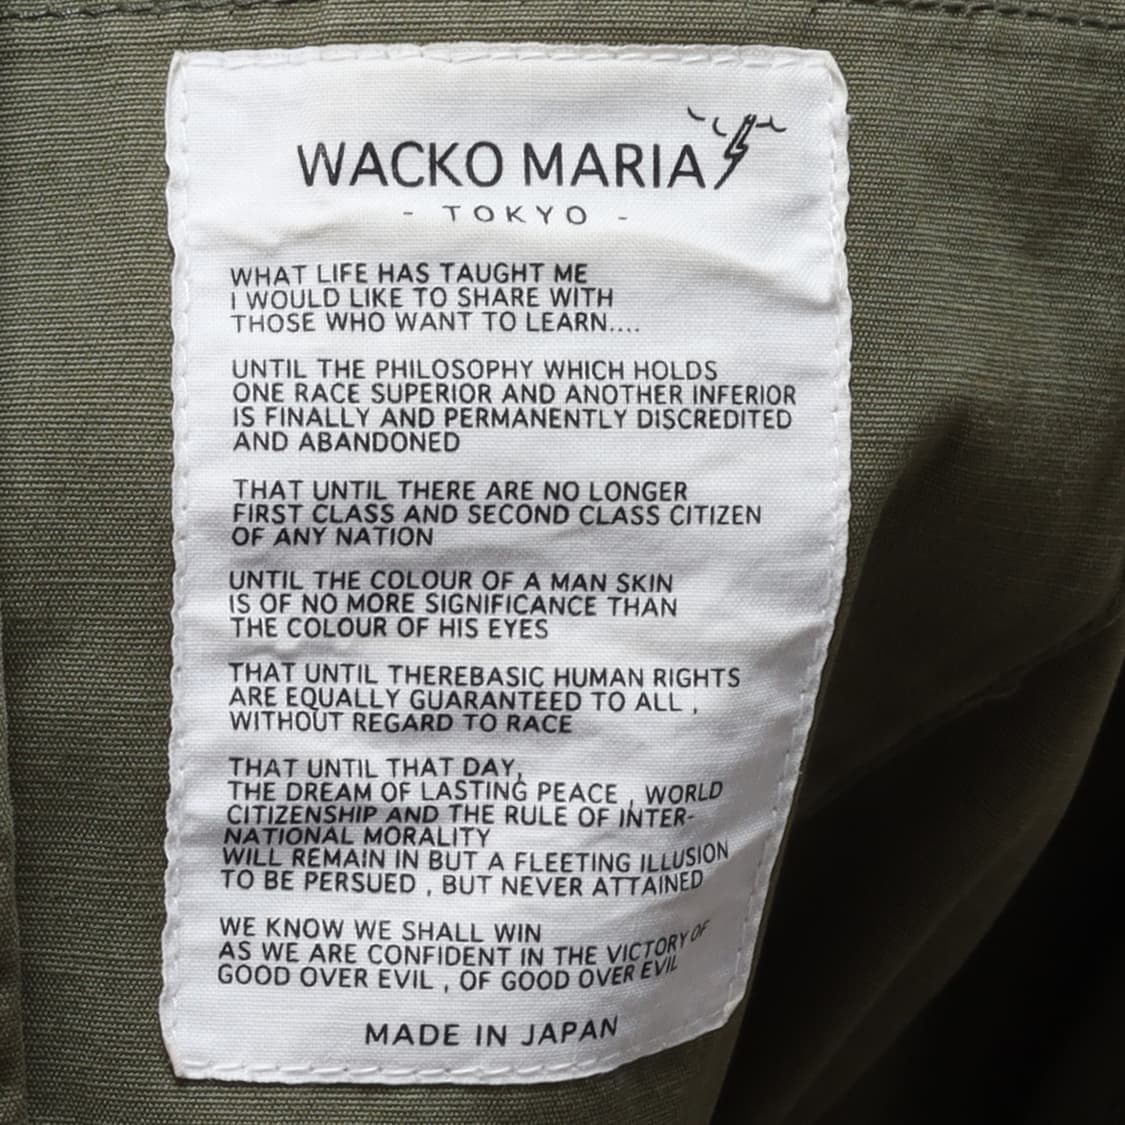 WACKO MARIA
- TOKYO -
WHAT LIFE HAS TAUGHT ME
I WOULD LIKE TO SHARE WITH
THOSE WHO WANT TO LEARN....
UNTIL THE PHILOSOPHY WHICH HOLDS
ONE RACE SUPERIOR AND ANOTHER INFERIOR
IS FINALLY AND PERMANENTLY DISCREDITED
AND ABANDONED
THAT UNTIL THERE ARE NO LONGER
FIRST CLASS AND SECOND CLASS CITIZEN
OF ANY NATION
UNTIL THE COLOUR OF A MAN SKIN
IS OF NO MORE SIGNIFICANCE THAN
THE COLOUR OF HIS EYES
THAT UNTIL THEREBASIC HUMAN RIGHTS
ARE EQUALLY GUARANTEED TO ALL ,
WITHOUT REGARD TO RACE
THAT UNTIL THAT DAY,
THE DREAM OF LASTING PEACE , WORLD
CITIZENSHIP AND THE RULE OF INTER-
NATIONAL MORALITY
WILL REMAIN IN BUT A FLEETING ILLUSION
TO BE PERSUED , BUT NEVER ATTAINED
WE KNOW WE SHALL WIN
AS WE ARE CONFIDENT IN THE VICTORY OF
GOOD OVER EVIL , OF GOOD OVER EVIL
MADE IN JAPAN